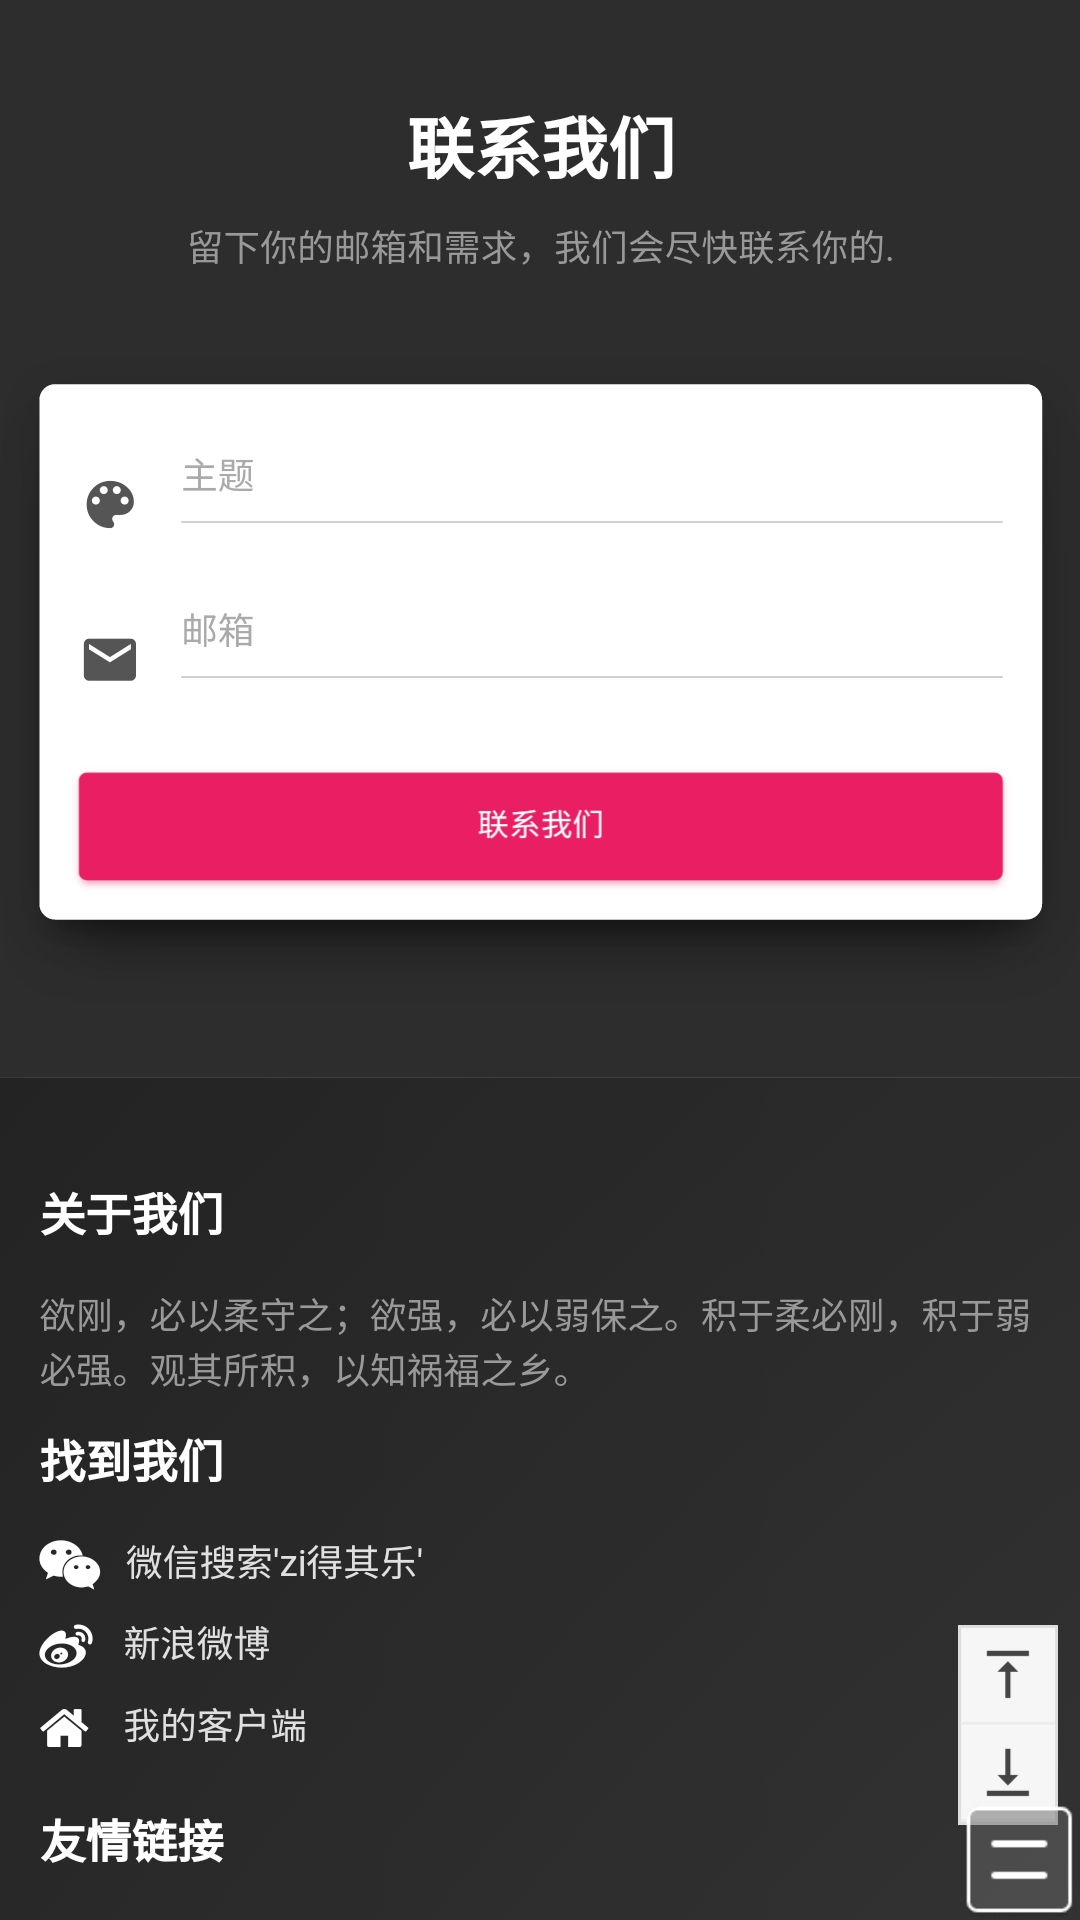 联系我们
留下你的邮箱和需求，我们会尽快联系你的.
主题
邮箱
联系我们
关于我们
欲刚，必以柔守之；欲强，必以弱保之。积于柔必刚，积于弱
必强。观其所积，以知祸福之乡。
找到我们
微信搜索'zi得其乐'
新浪微博
我的客户端
友情链接